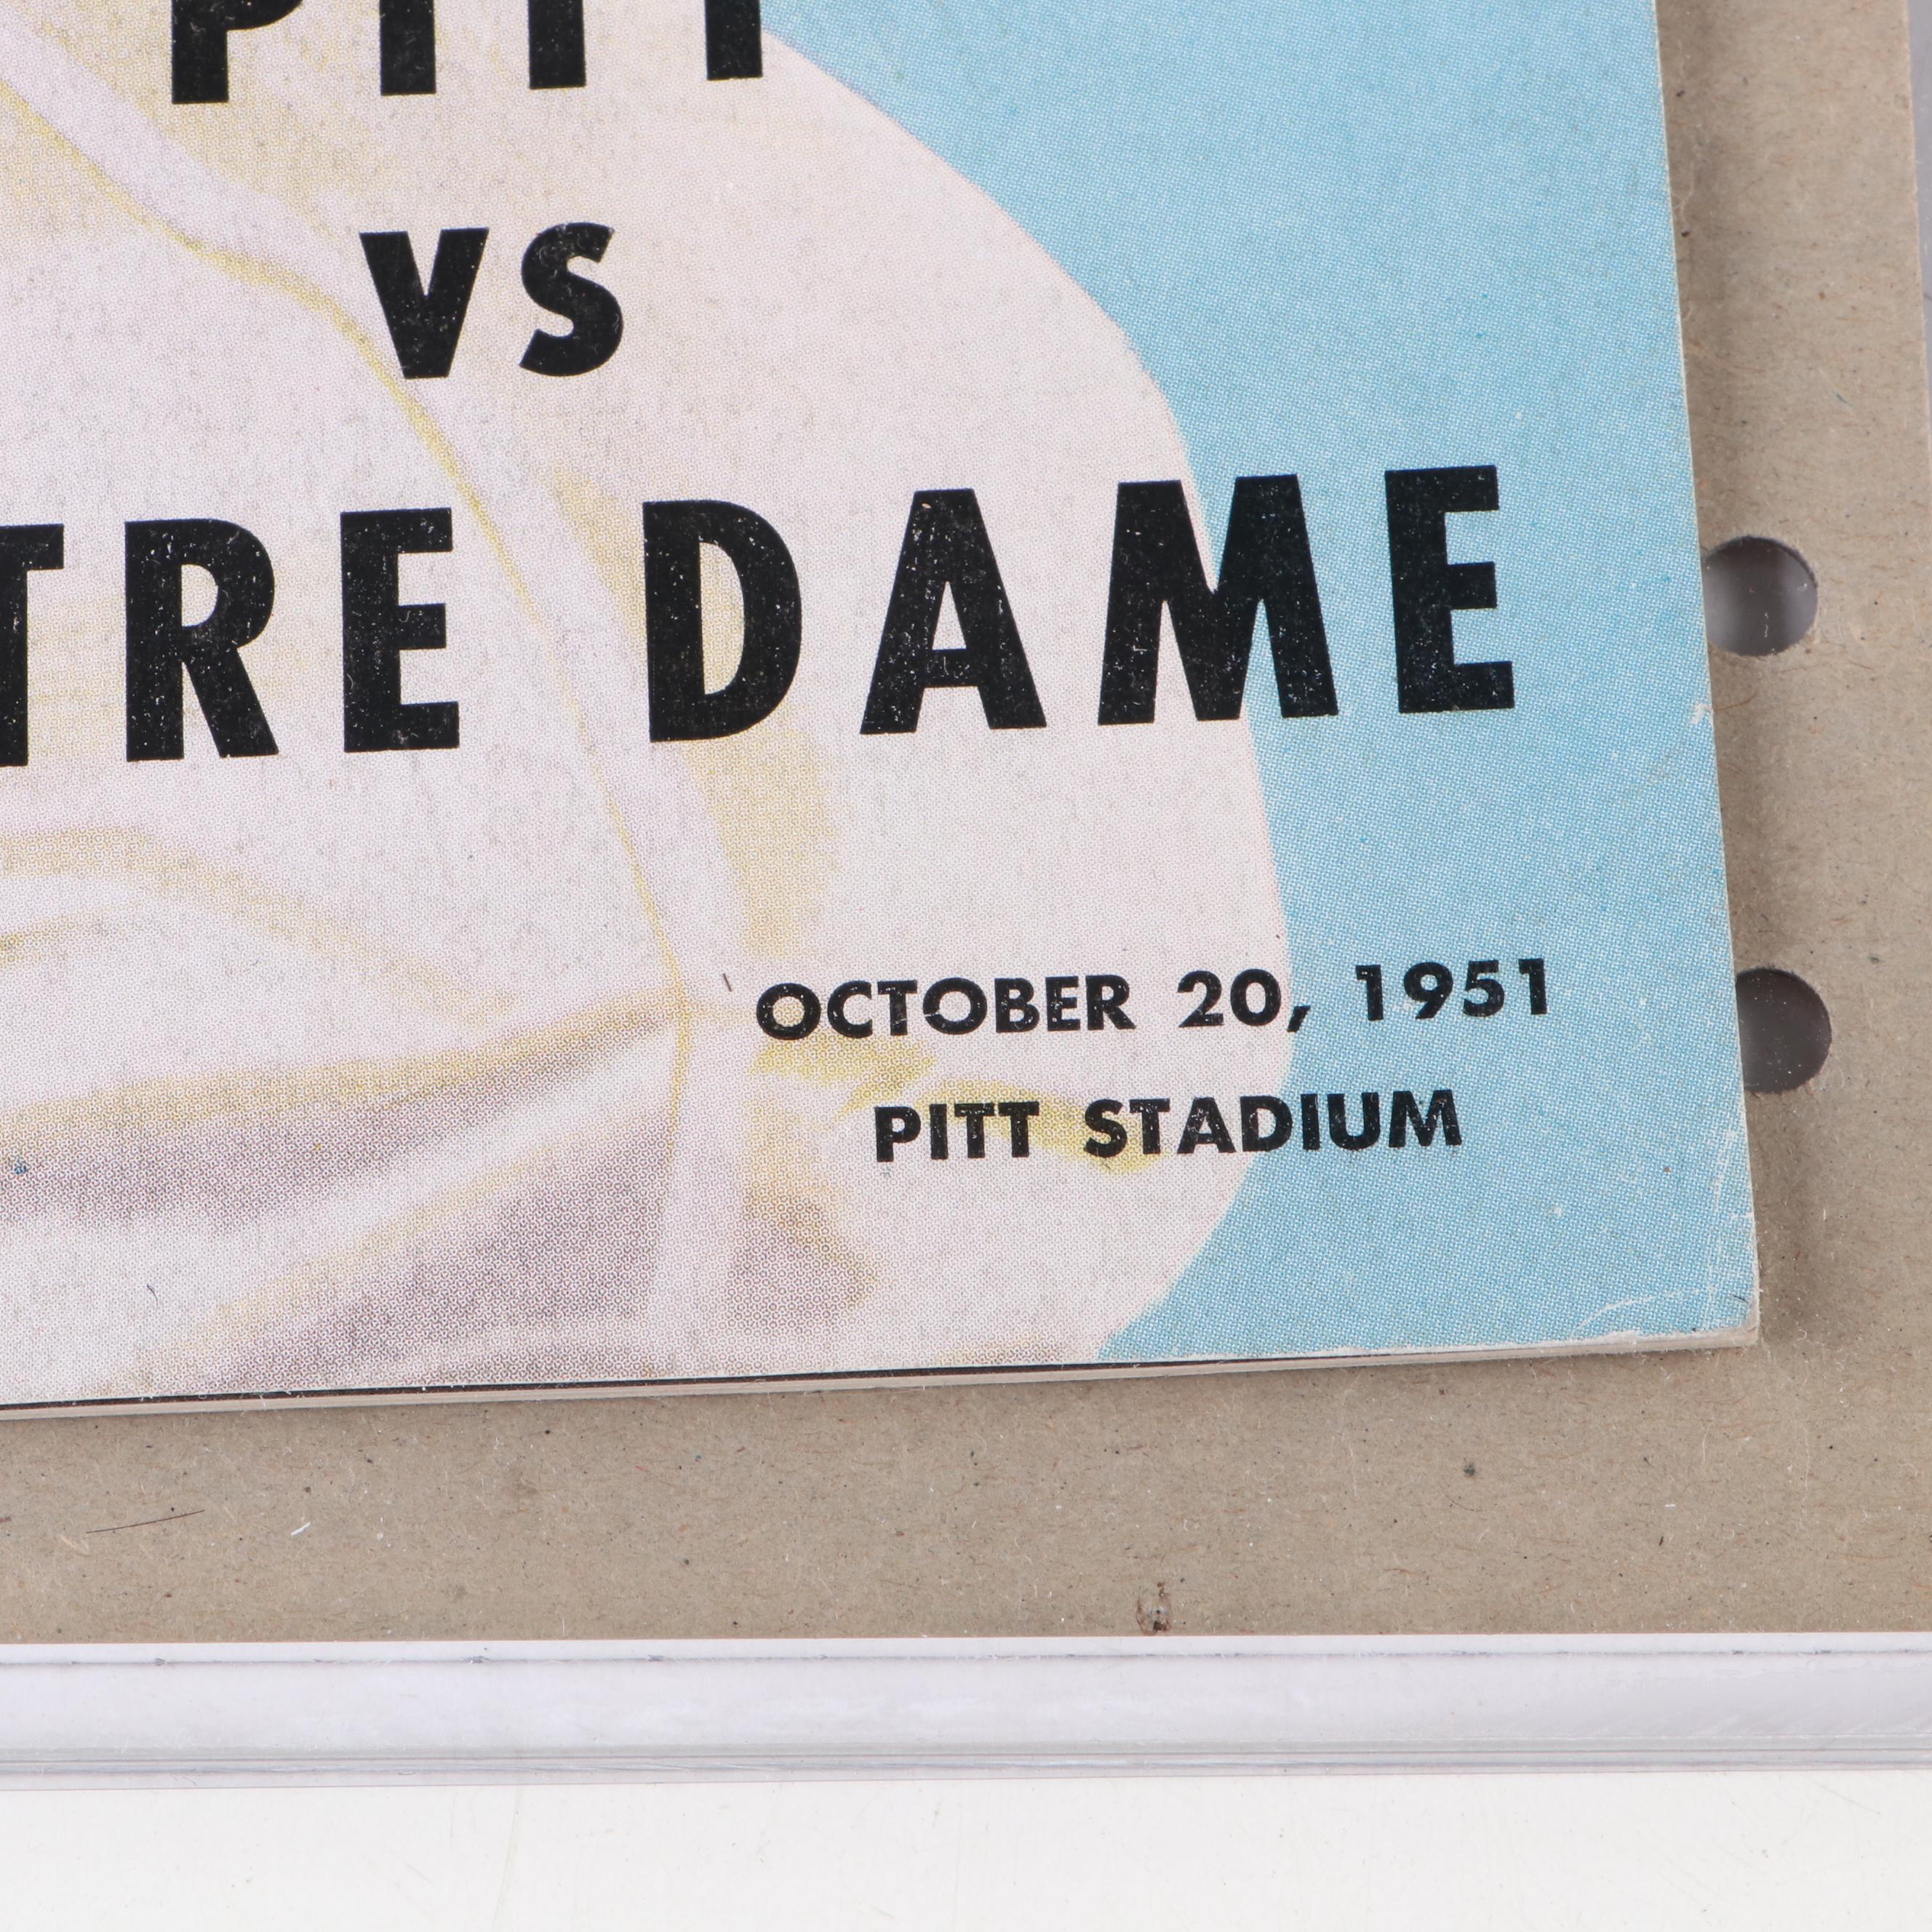 PITT
VS
TRE DAME
OCTOBER 20, 1951
PITT STADIUM